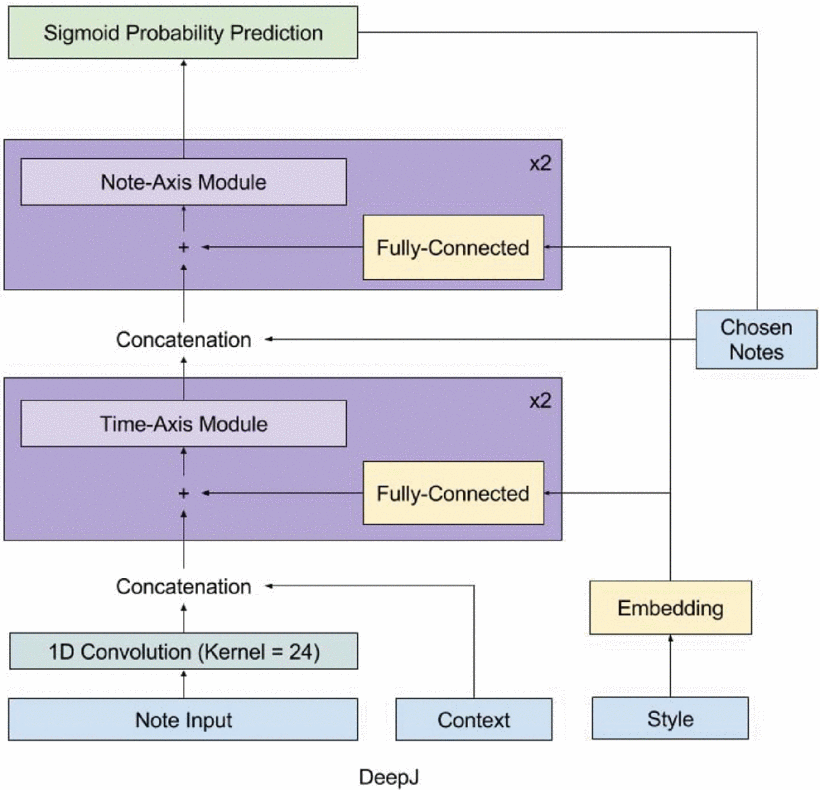 Sigmoid Probability Prediction
x2
Note-Axis Module
+
Fully-Connected
Concatenation
Chosen
Notes
x2
Time-Axis Module
+
Fully-Connected
Concatenation
Embedding
1D Convolution (Kernel = 24)
Note Input
Context
Style
DeepJ